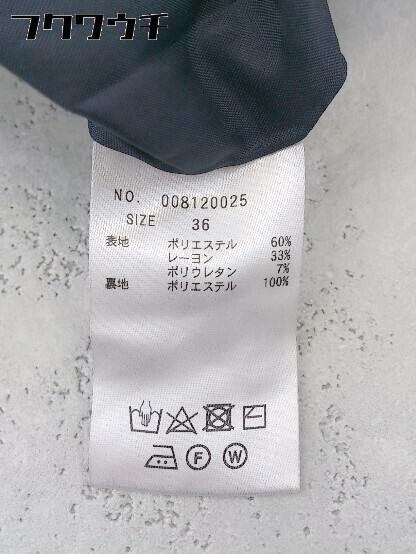 フクワウチ
NO. 008120025
SIZE 36
表地 ポリエステル 60%
レーヨン 33%
ポリウレタン 7%
裏地 ポリエステル 100%
F W